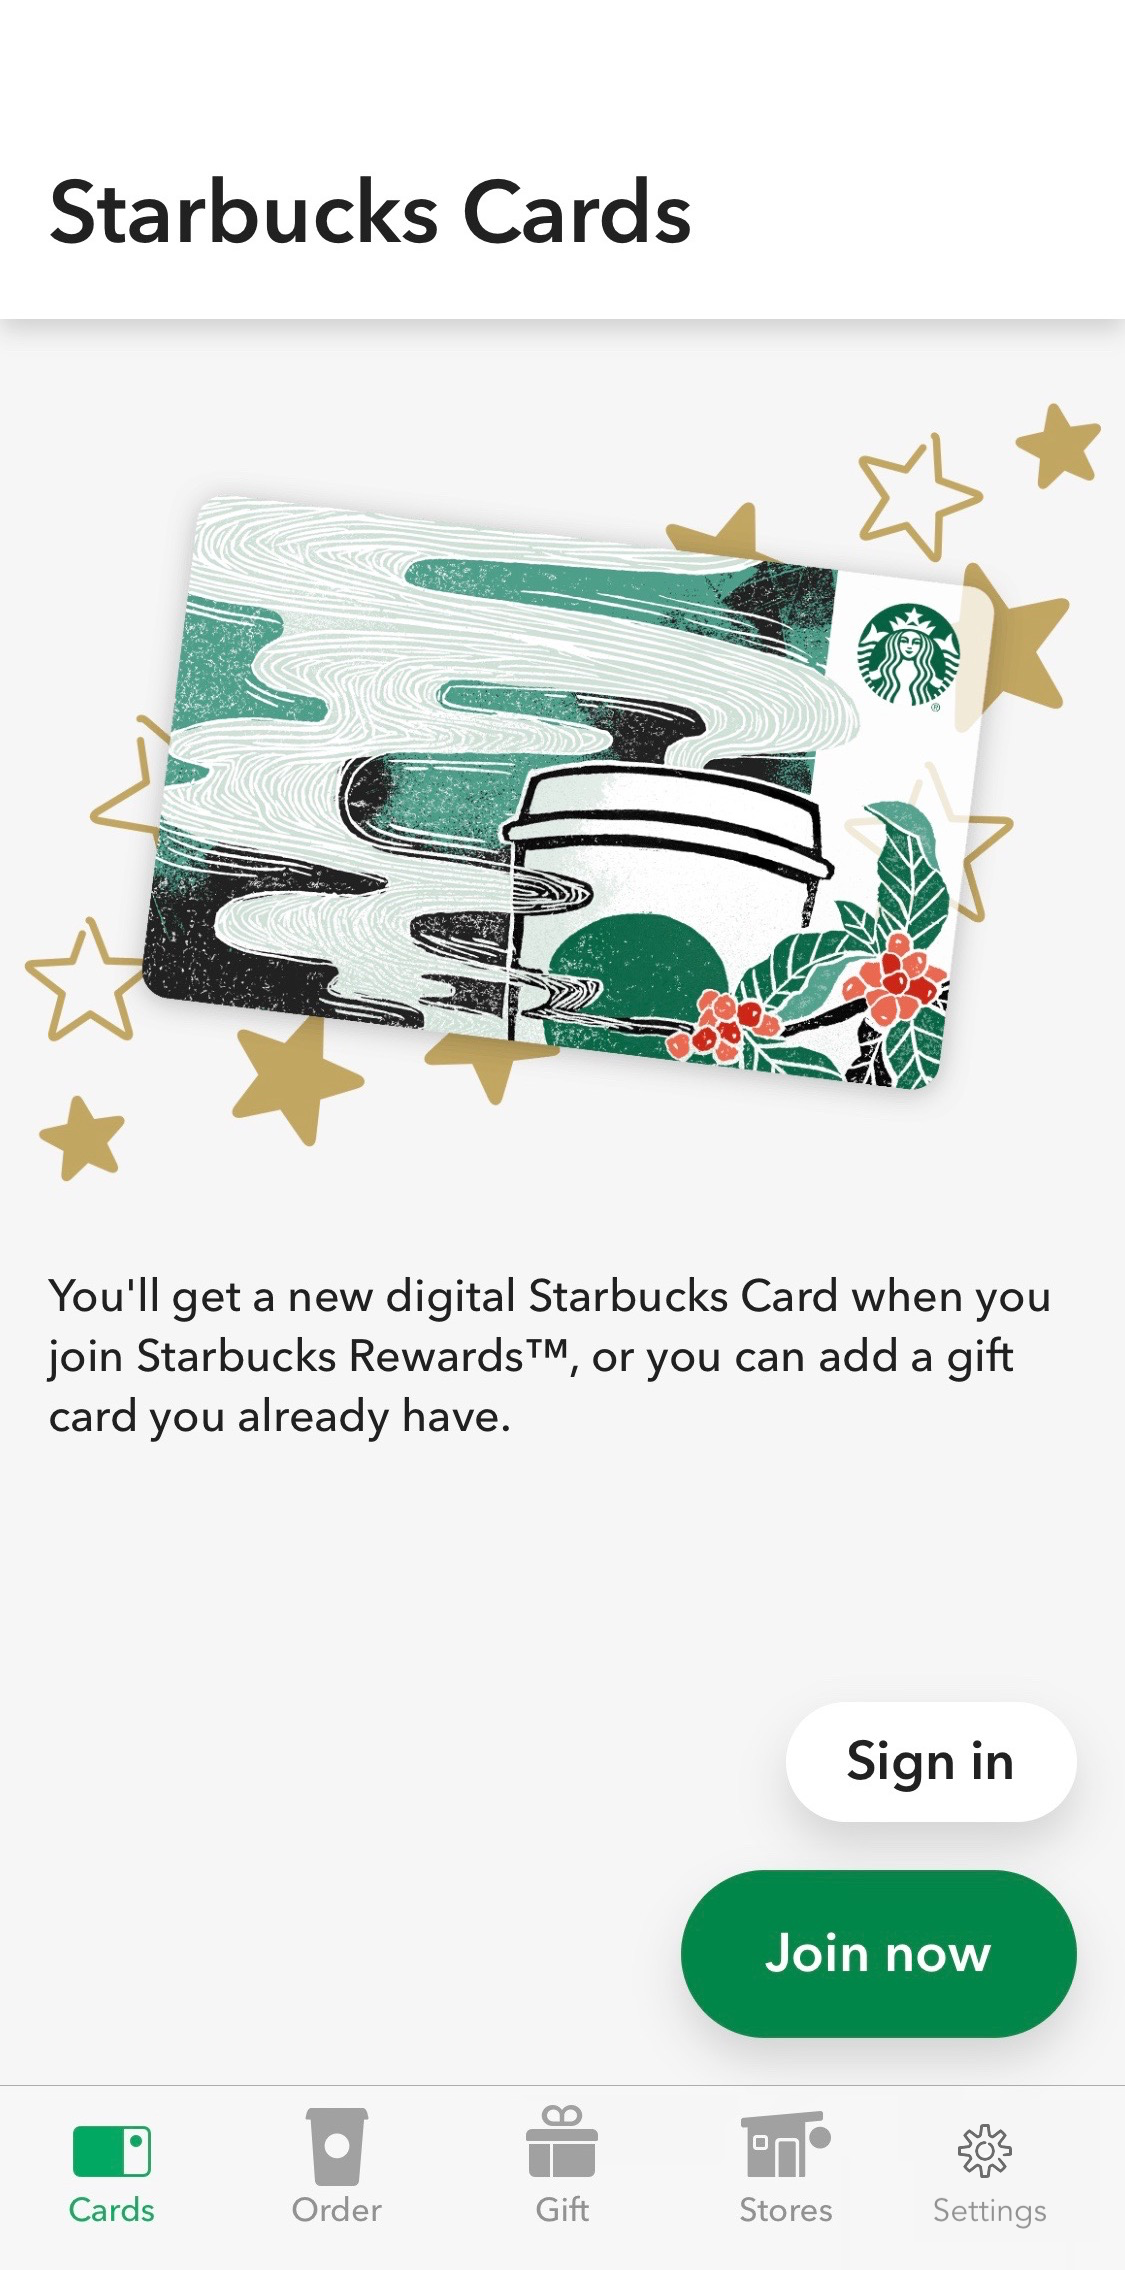 Starbucks Cards
®
You'll get a new digital Starbucks Card when you
join Starbucks Rewards™, or you can add a gift
card you already have.
Sign in
Join now
Cards
Order
Gift
Stores
Settings